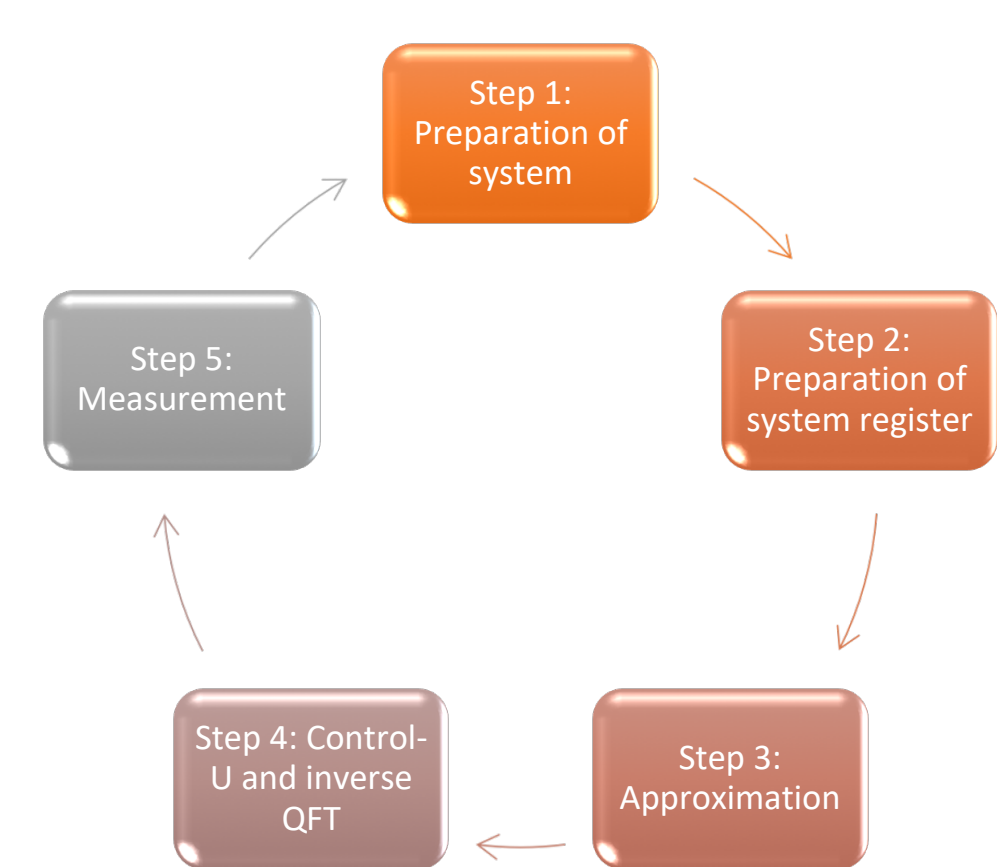 Step 1:
Preparation of
system
Step 2:
Preparation of
system register
Step 3:
Approximation
Step 4: Control-
U and inverse
QFT
Step 5:
Measurement